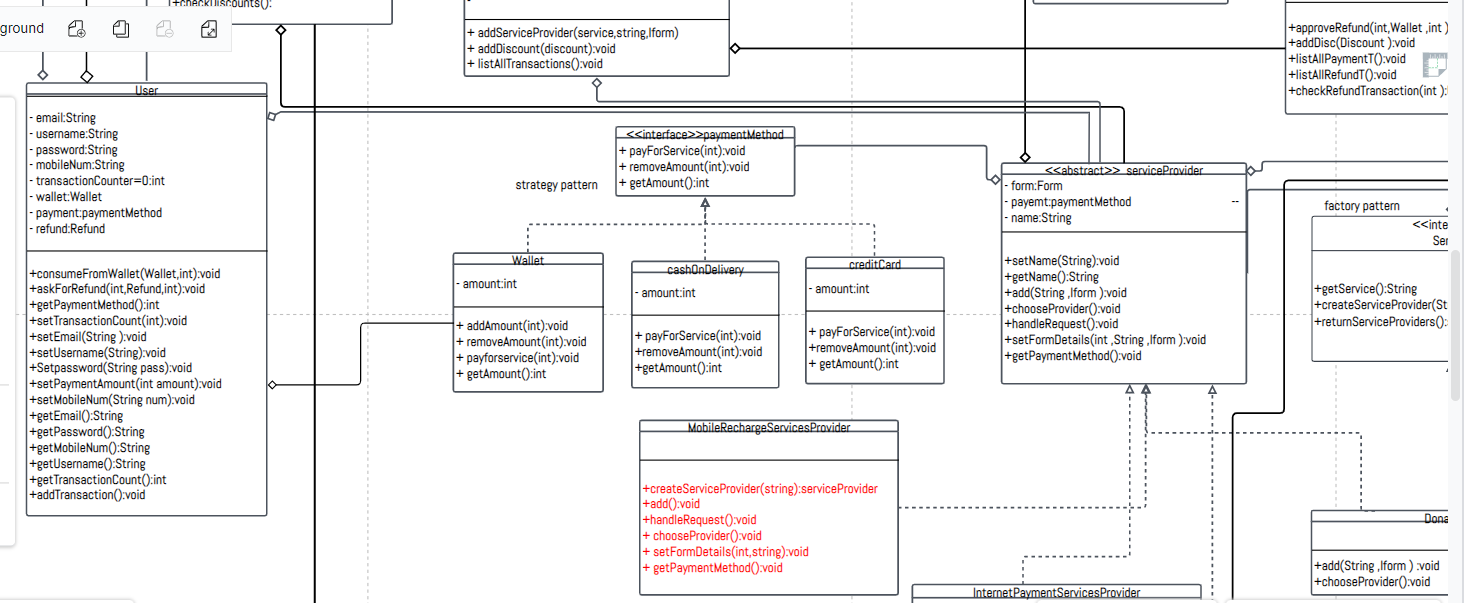 +checkDiscounts():
ground
+ addServiceProvider(service,string,Iform)
+ addDiscount(discount):void
+ listAllTransactions():void
+approveRefund(int,Wallet ,int )
+addDisc(Discount ):void
+listAllPaymentT():void
+listAllRefundT():void
+checkRefundTransaction(int ):
User
- email:String
- username:String
- password:String
- mobileNum:String
- transactionCounter=0:int
- wallet:Wallet
- payment:paymentMethod
- refund:Refund
+consumeFromWallet(Wallet,int):void
+askForRefund(int,Refund,int):void
+getPaymentMethod():int
+setTransactionCount(int):void
+setEmail(String ):void
+setUsername(String):void
+Setpassword(String pass):void
+setPaymentAmount(int amount):void
+setMobileNum(String num):void
+getEmail():String
+getPassword():String
+getMobileNum():String
+getUsername():String
+getTransactionCount():int
+addTransaction():void
<<interface>>paymentMethod
+ payForService(int):void
+ removeAmount(int):void
+ getAmount():int
strategy pattern
Wallet
- amount:int
+ addAmount(int):void
+ removeAmount(int):void
+ payforservice(int):void
+ getAmount():int
cashOnDelivery
- amount:int
+ payForService(int):void
+removeAmount(int):void
+getAmount():int
creditCard
- amount:int
+ payForService(int):void
+removeAmount(int):void
+ getAmount():int
<<abstract>> serviceProvider
- form:Form
- payemt:paymentMethod --
- name:String
+setName(String):void
+getName():String
+add(String ,Iform ):void
+chooseProvider():void
+handleRequest():void
+setFormDetails(int ,String ,Iform ):void
+getPaymentMethod():void
factory pattern
<<inte
Ser
+getService():String
+createServiceProvider(St
+returnServiceProviders():
MobileRechargeServicesProvider
+createServiceProvider(string):serviceProvider
+add():void
+handleRequest():void
+ chooseProvider():void
+ setFormDetails(int,string):void
+ getPaymentMethod():void
InternetPaymentServicesProvider
Dona
+add(String ,Iform ) :void
+chooseProvider():void